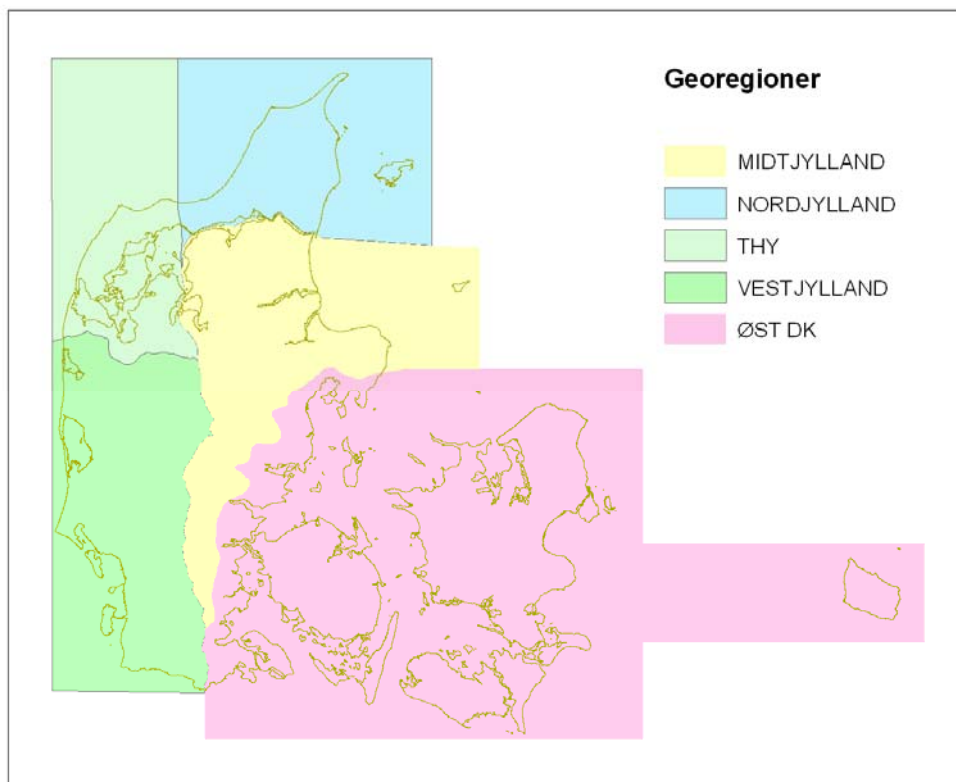 Georegioner
MIDTJYLLAND
NORDJYLLAND
THY
VESTJYLLAND
ØST DK